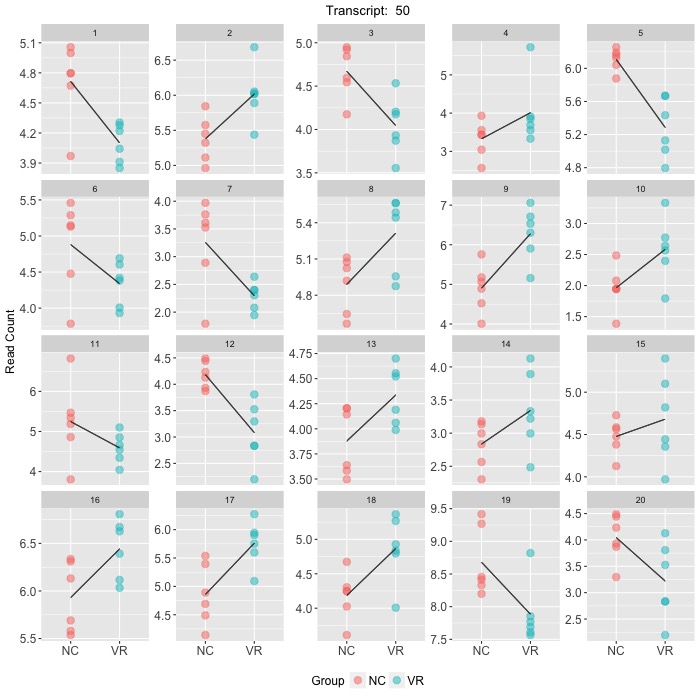 Transcript: 50
1 2 3 4 5
5.1 4.8 4.5 4.2 3.9
6.5 6.0 5.5 5.0
5.0 4.5 4.0 3.5
5 4 3
6.0 5.6 5.2 4.8
6 7 8 9 10
5.5 5.0 4.5 4.0
4.0 3.5 3.0 2.5 2.0
5.4 5.1 4.8
7 6 5 4
3.0 2.5 2.0 1.5
Read Count
11 12 13 14 15
6 5 4
4.5 4.0 3.5 3.0 2.5
4.75 4.50 4.25 4.00 3.75 3.50
4.0 3.5 3.0 2.5
5.0 4.5 4.0
16 17 18 19 20
6.5 6.0 5.5
6.0 5.5 5.0 4.5
5.0 4.5 4.0
9.5 9.0 8.5 8.0 7.5
4.5 4.0 3.5 3.0 2.5
NC VR NC VR NC VR NC VR NC VR
Group NC VR